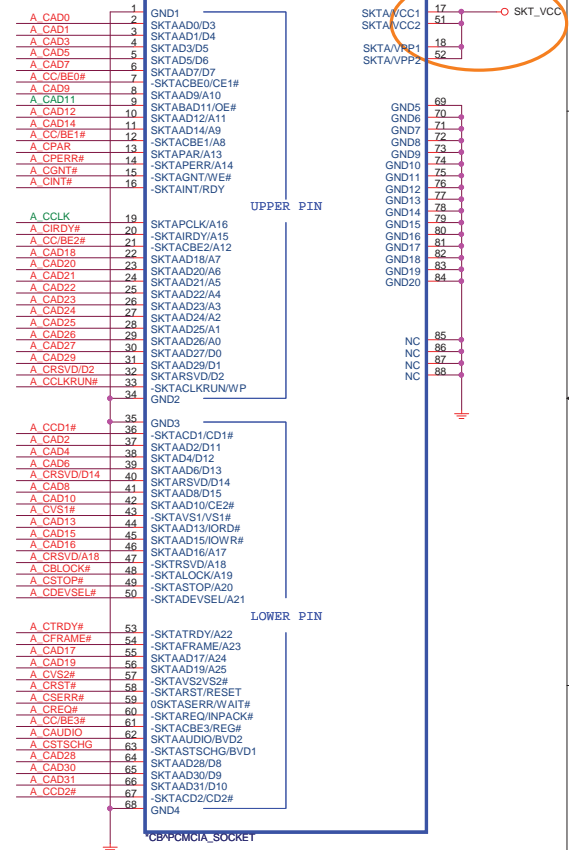 1 GND1
A_CAD0 2 SKTAAD0/D3
A_CAD1 3 SKTAAD1/D4
A_CAD3 4 SKTAD3/D5
A_CAD5 5 SKTAAD5/D6
A_CAD7 6 SKTAAD7/D7
A_CC/BE0# 7 -SKTACBE0/CE1#
A_CAD9 8 SKTAAD9/A10
A_CAD11 9 SKTABAD11/OE#
A_CAD12 10 SKTAAD12/A11
A_CAD14 11 SKTAAD14/A9
A_CC/BE1# 12 -SKTACBE1/A8
A_CPAR 13 SKTAPAR/A13
A_CPERR# 14 -SKTAPERR/A14
A_CGNT# 15 -SKTAGNT/WE#
A_CINT# 16 -SKTAINT/RDY
UPPER PIN
A_CCLK 19 SKTAPCLK/A16
A_CIRDY# 20 -SKTAIRDY/A15
A_CC/BE2# 21 -SKTACBE2/A12
A_CAD18 22 SKTAAD18/A7
A_CAD20 23 SKTAAD20/A6
A_CAD21 24 SKTAAD21/A5
A_CAD22 25 SKTAAD22/A4
A_CAD23 26 SKTAAD23/A3
A_CAD24 27 SKTAAD24/A2
A_CAD25 28 SKTAAD25/A1
A_CAD26 29 SKTAAD26/A0
A_CAD27 30 SKTAAD27/D0
A_CAD29 31 SKTAAD29/D1
A_CRSVD/D2 32 SKTARSVD/D2
A_CCLKRUN# 33 -SKTACLKRUN/WP
34 GND2
35 GND3
A_CCD1# 36 -SKTACD1/CD1#
A_CAD2 37 SKTAAD2/D11
A_CAD4 38 SKTAD4/D12
A_CAD6 39 SKTAAD6/D13
A_CRSVD/D14 40 SKTARSVD/D14
A_CAD8 41 SKTAAD8/D15
A_CAD10 42 SKTAAD10/CE2#
A_CVS1# 43 -SKTAVS1/VS1#
A_CAD13 44 SKTAAD13/IORD#
A_CAD15 45 SKTAAD15/IOWR#
A_CAD16 46 SKTAAD16/A17
A_CRSVD/A18 47 -SKTRSVD/A18
A_CBLOCK# 48 -SKTALOCK/A19
A_CSTOP# 49 -SKTASTOP/A20
A_CDEVSEL# 50 -SKTADEVSEL/A21
LOWER PIN
A_CTRDY# 53 -SKTATRDY/A22
A_CFRAME# 54 -SKTAFRAME/A23
A_CAD17 55 SKTAAD17/A24
A_CAD19 56 SKTAAD19/A25
A_CVS2# 57 -SKTAVS2VS2#
A_CRST# 58 -SKTARST/RESET
A_CSERR# 59 0SKTASERR/WAIT#
A_CREQ# 60 -SKTAREQ/INPACK#
A_CC/BE3# 61 -SKTACBE3/REG#
A_CAUDIO 62 SKTAAUDIO/BVD2
A_CSTSCHG 63 -SKTASTSCHG/BVD1
A_CAD28 64 SKTAAD28/D8
A_CAD30 65 SKTAAD30/D9
A_CAD31 66 SKTAAD31/D10
A_CCD2# 67 -SKTACD2/CD2#
68 GND4
SKTA/VCC1 17 SKT_VCC
SKTA/VCC2 51
SKTA/VPP1 18
SKTA/VPP2 52
GND5 69
GND6 70
GND7 71
GND8 72
GND9 73
GND10 74
GND11 75
GND12 76
GND13 77
GND14 78
GND15 79
GND16 80
GND17 81
GND18 82
GND19 83
GND20 84
NC 85
NC 86
NC 87
NC 88
*CB^PCMCIA_SOCKET